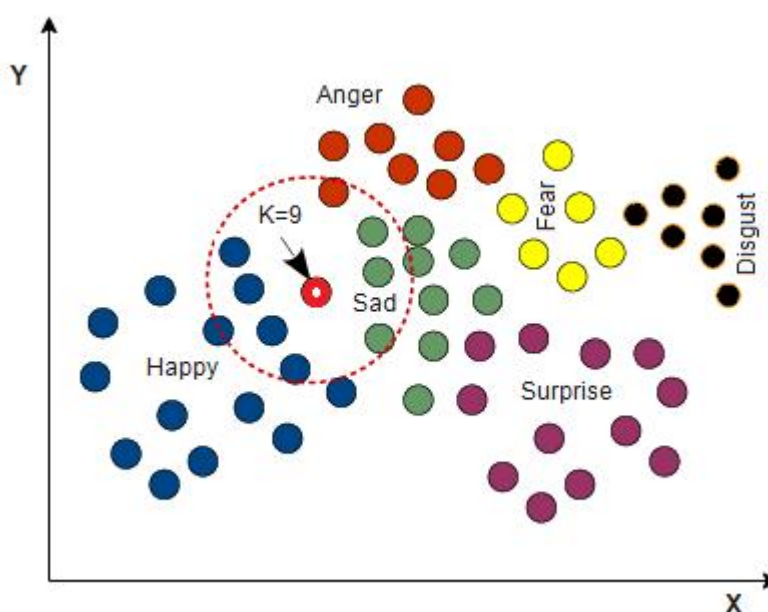 Y
Anger
K=9
Fear
Disgust
Sad
Happy
Surprise
X